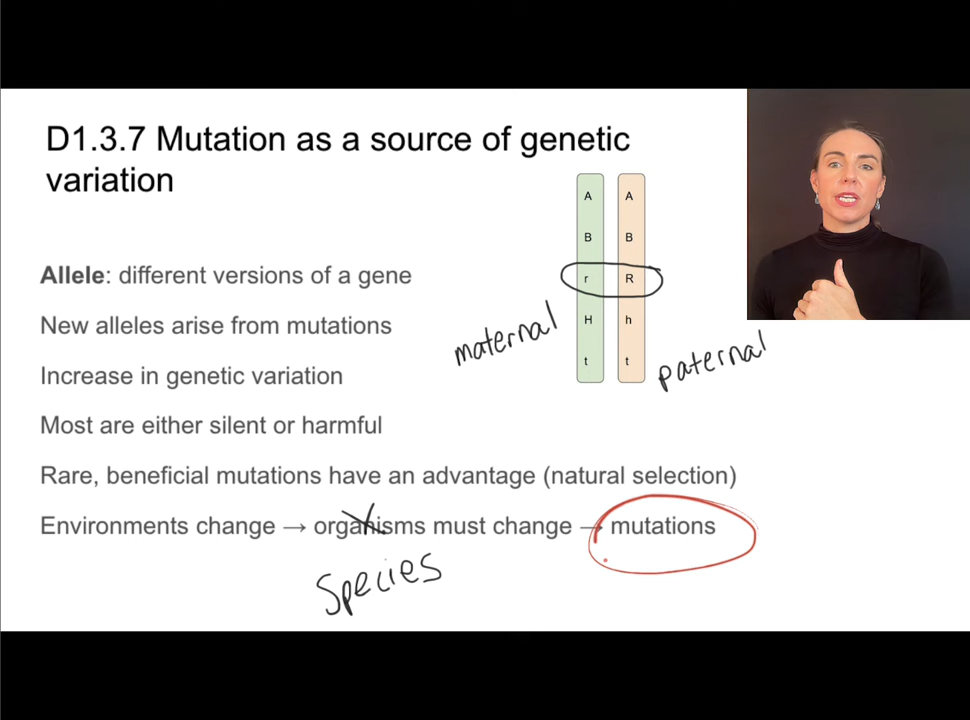 D1.3.7 Mutation as a source of genetic
variation
A A
B B
r R
H h
t t
maternal
paternal
Allele: different versions of a gene
New alleles arise from mutations
Increase in genetic variation
Most are either silent or harmful
Rare, beneficial mutations have an advantage (natural selection)
Environments change → organisms must change → mutations
Species